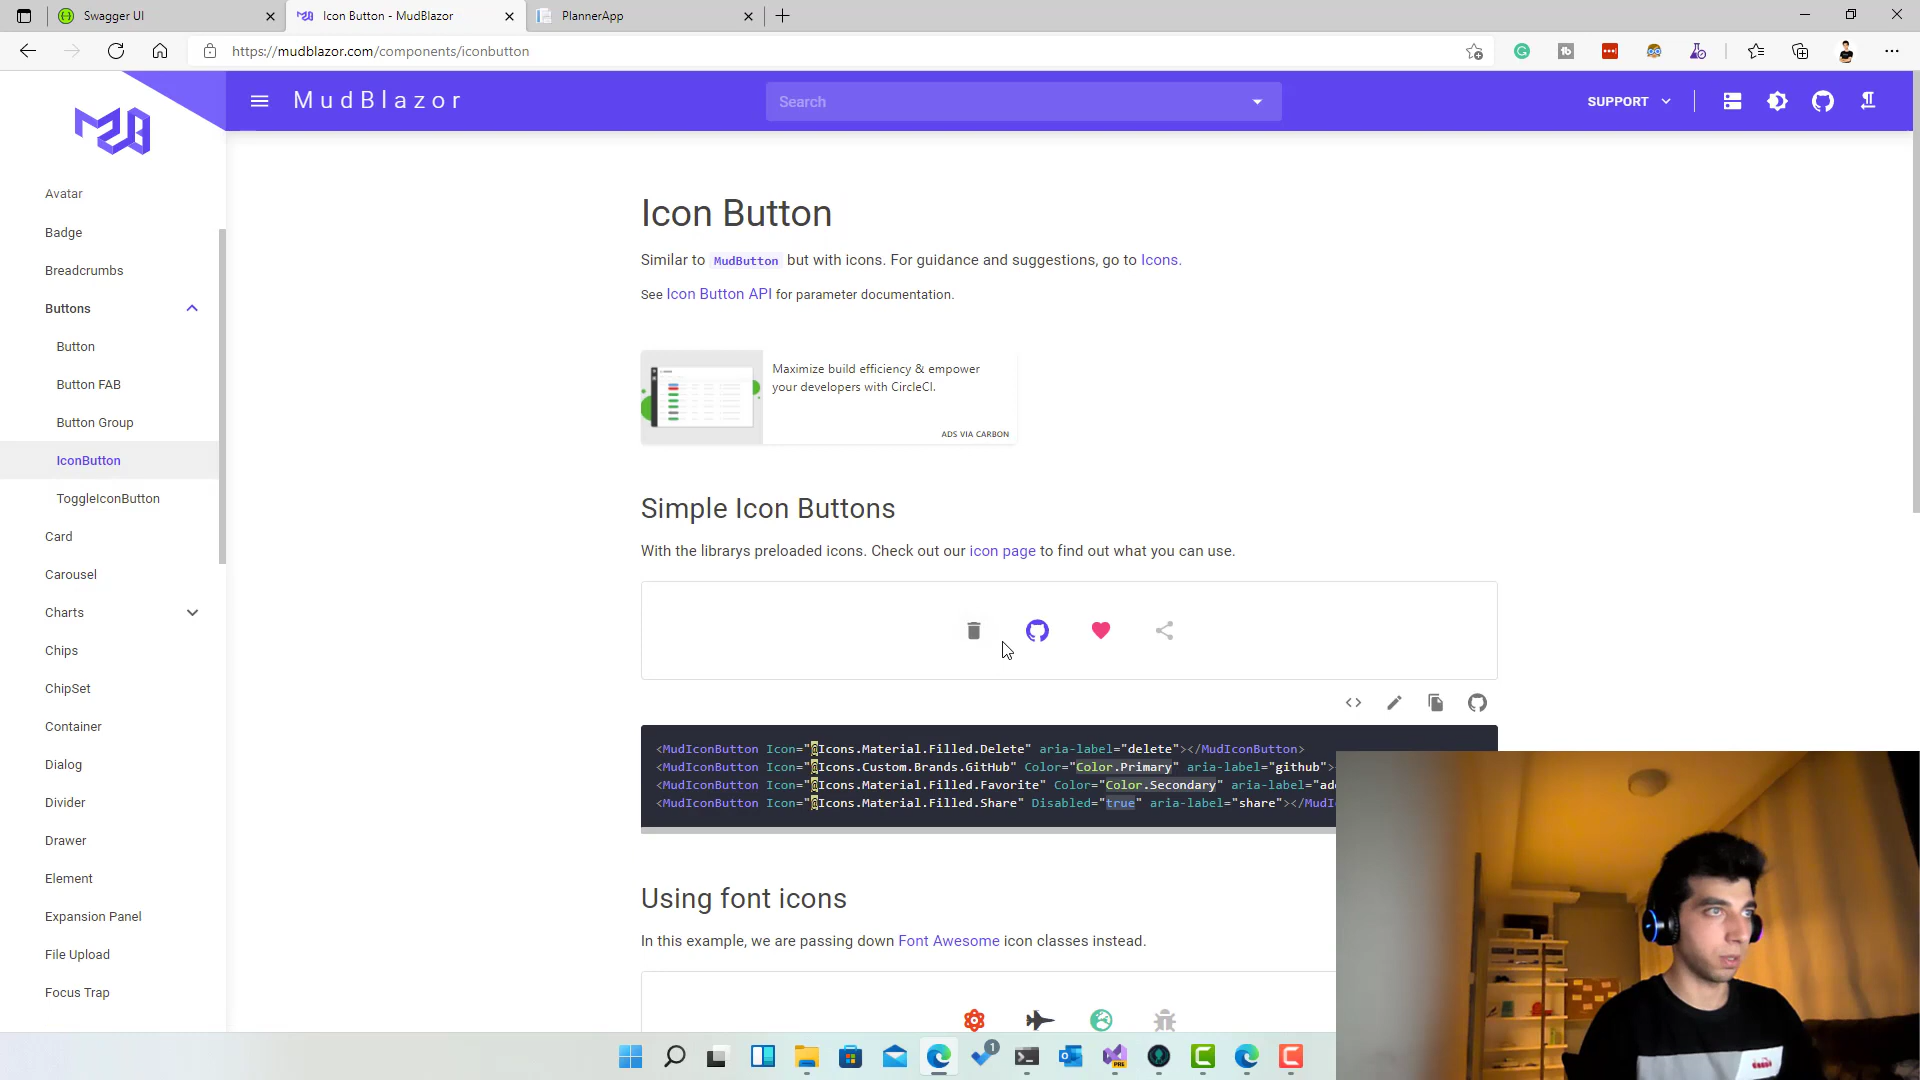 Swagger UI
Icon Button - MudBlazor
PlannerApp
https://mudblazor.com/components/iconbutton
MudBlazor
Search
SUPPORT
Avatar
Badge
Breadcrumbs
Buttons
Button
Button FAB
Button Group
IconButton
ToggleIconButton
Card
Carousel
Charts
Chips
ChipSet
Container
Dialog
Divider
Drawer
Element
Expansion Panel
File Upload
Focus Trap
Icon Button
Similar to MudButton but with icons. For guidance and suggestions, go to Icons.
See Icon Button API for parameter documentation.
Maximize build efficiency & empower
your developers with CircleCI.
ADS VIA CARBON
Simple Icon Buttons
With the librarys preloaded icons. Check out our icon page to find out what you can use.
<MudIconButton Icon="@Icons.Material.Filled.Delete" aria-label="delete"></MudIconButton>
<MudIconButton Icon="@Icons.Custom.Brands.GitHub" Color="Color.Primary" aria-label="github">
<MudIconButton Icon="@Icons.Material.Filled.Favorite" Color="Color.Secondary" aria-label="ad
<MudIconButton Icon="@Icons.Material.Filled.Share" Disabled="true" aria-label="share"></MudI
Using font icons
In this example, we are passing down Font Awesome icon classes instead.
1